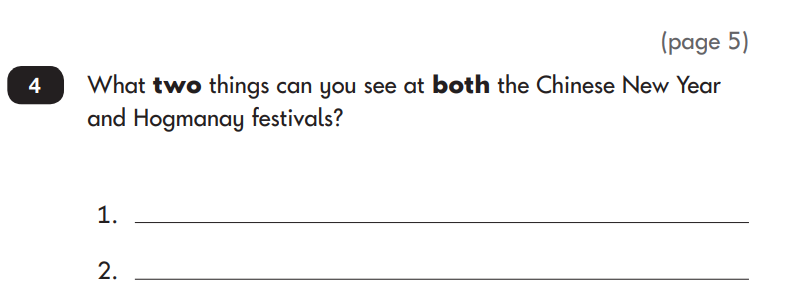 (page 5)
4 What two things can you see at both the Chinese New Year
and Hogmanay festivals?
1.
2.